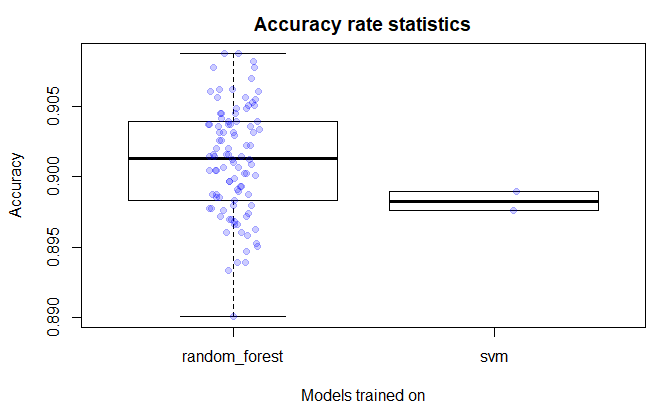 Accuracy rate statistics
Accuracy
0.905
0.900
0.895
0.890
random_forest
svm
Models trained on